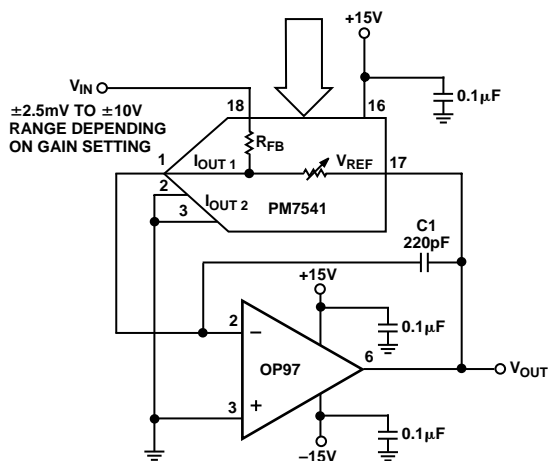 +15V
V_IN
±2.5mV TO ±10V
RANGE DEPENDING
ON GAIN SETTING
18
16
0.1µF
R_FB
1
I_OUT 1
V_REF
17
2
I_OUT 2
3
PM7541
C1
220pF
+15V
0.1µF
2
−
OP97
6
V_OUT
3
+
0.1µF
−15V